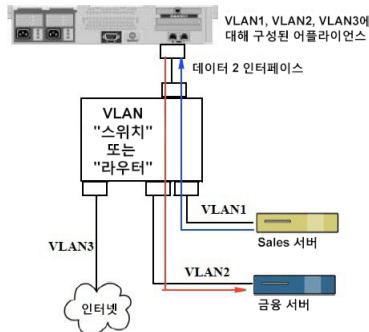 VLAN1, VLAN2, VLAN3에
대해 구성된 어플라이언스
데이터 2 인터페이스
VLAN
"스위치"
또는
"라우터"
VLAN1
Sales 서버
VLAN3
VLAN2
인터넷
금융 서버